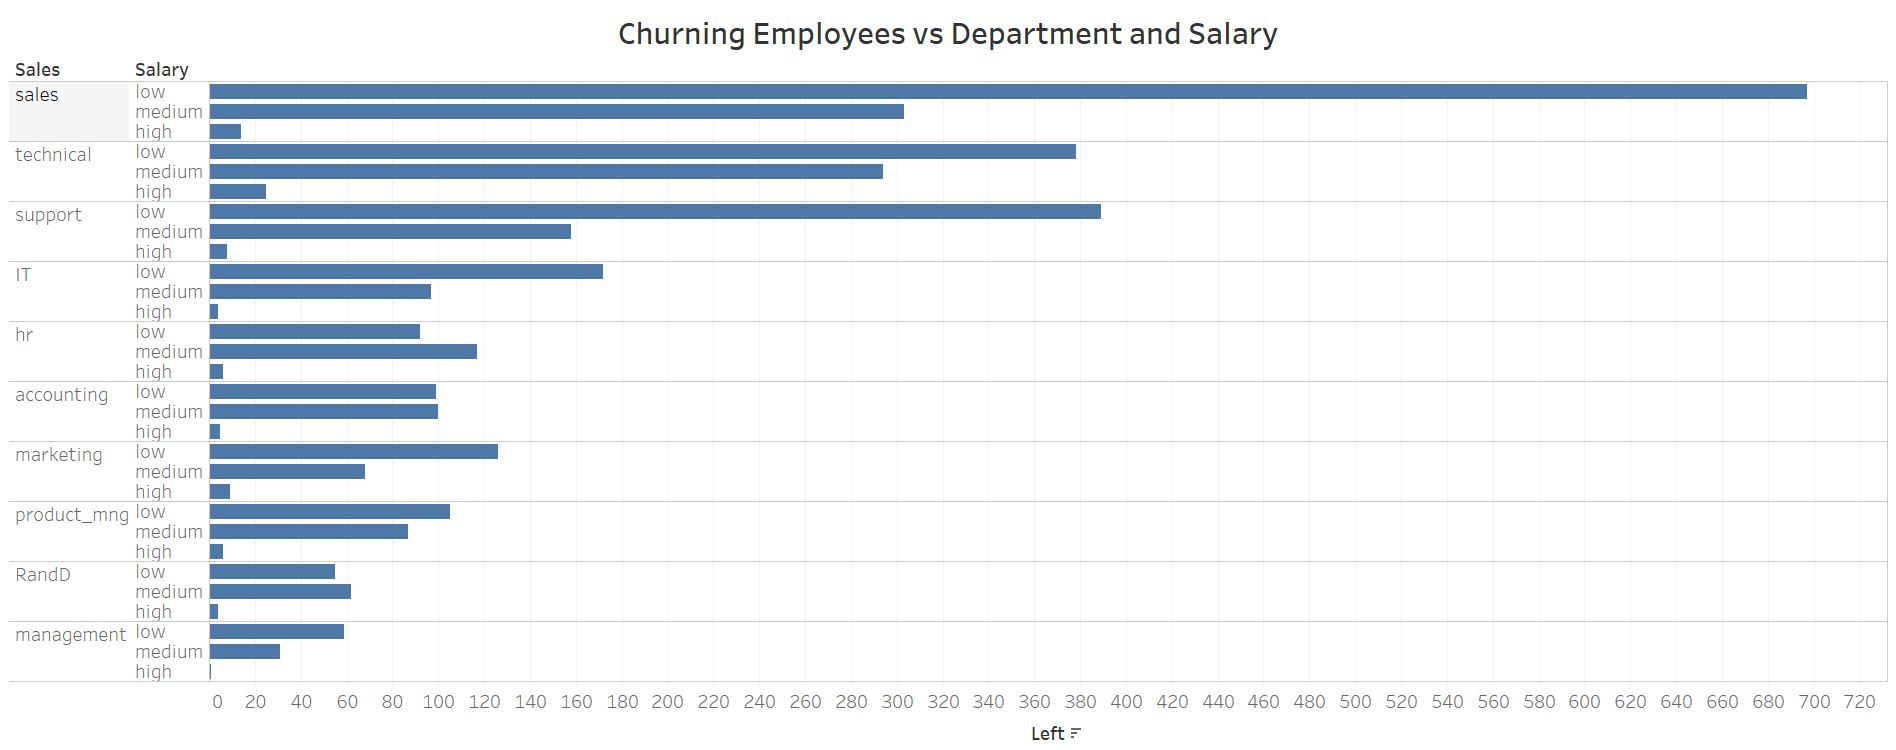 Churning Employees vs Department and Salary
Sales Salary
sales low
medium
high
technical low
medium
high
support low
medium
high
IT low
medium
high
hr low
medium
high
accounting low
medium
high
marketing low
medium
high
product_mng low
medium
high
RandD low
medium
high
management low
medium
high
0 20 40 60 80 100 120 140 160 180 200 220 240 260 280 300 320 340 360 380 400 420 440 460 480 500 520 540 560 580 600 620 640 660 680 700 720
Left